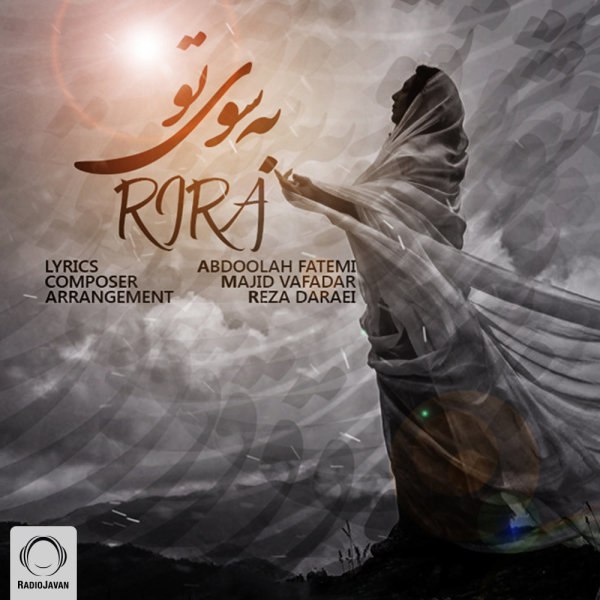 به سوی تو
RIRA
LYRICS ABDOOLAH FATEMI
COMPOSER MAJID VAFADAR
ARRANGEMENT REZA DARAEI
RADIOJAVAN